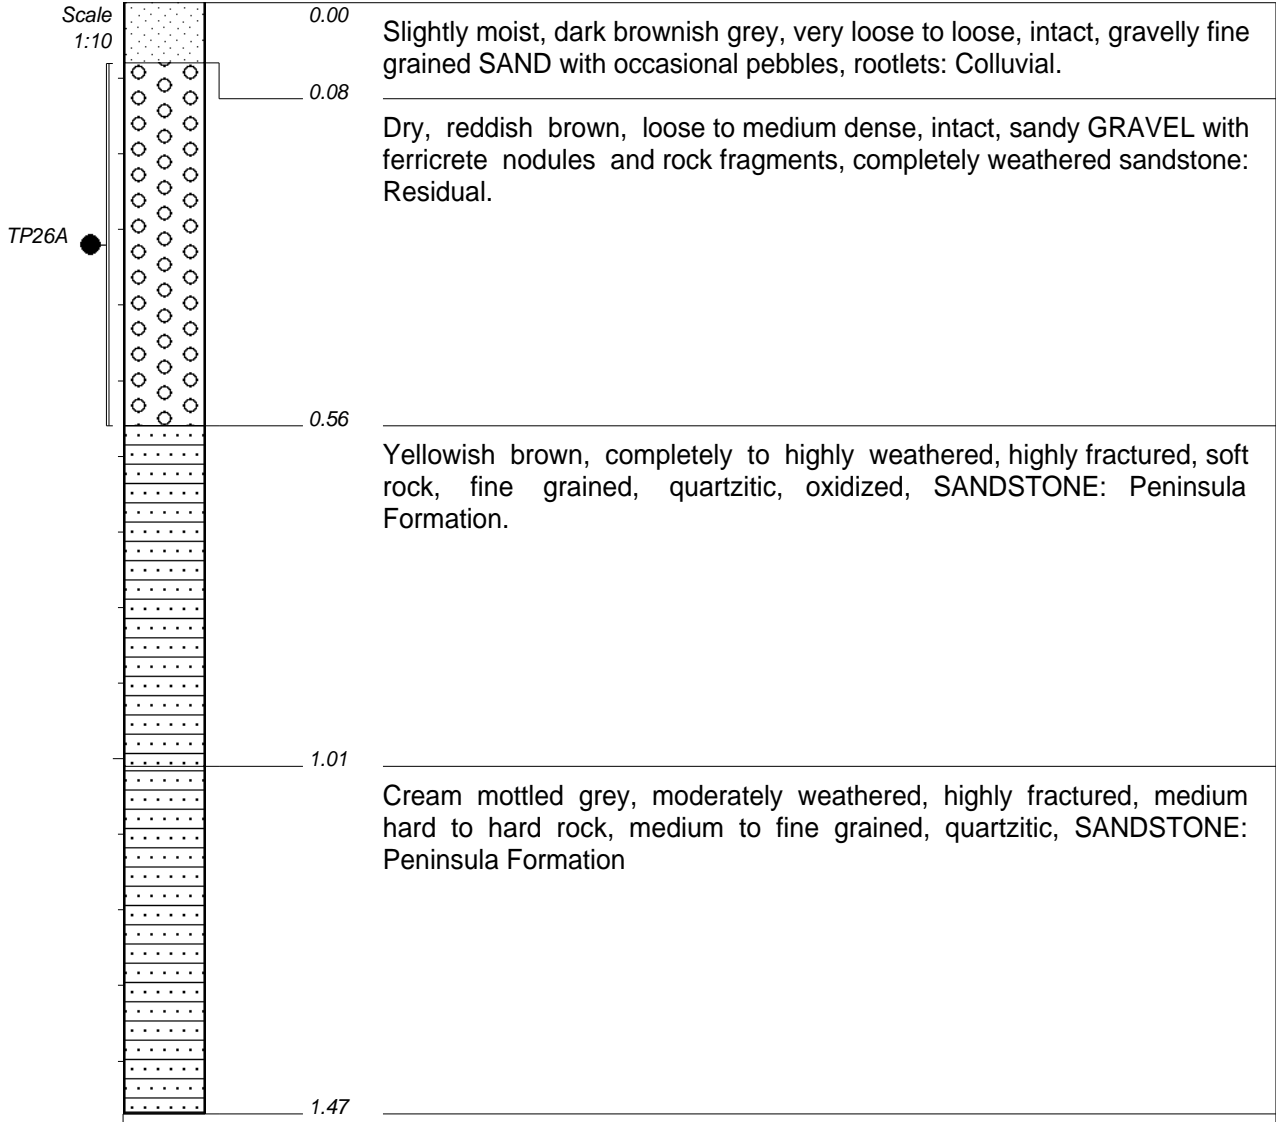 Scale
1:10
0.00
Slightly moist, dark brownish grey, very loose to loose, intact, gravelly fine
grained SAND with occasional pebbles, rootlets: Colluvial.
0.08
Dry, reddish brown, loose to medium dense, intact, sandy GRAVEL with
ferricrete nodules and rock fragments, completely weathered sandstone:
Residual.
TP26A
0.56
Yellowish brown, completely to highly weathered, highly fractured, soft
rock, fine grained, quartzitic, oxidized, SANDSTONE: Peninsula
Formation.
1.01
Cream mottled grey, moderately weathered, highly fractured, medium
hard to hard rock, medium to fine grained, quartzitic, SANDSTONE:
Peninsula Formation
1.47